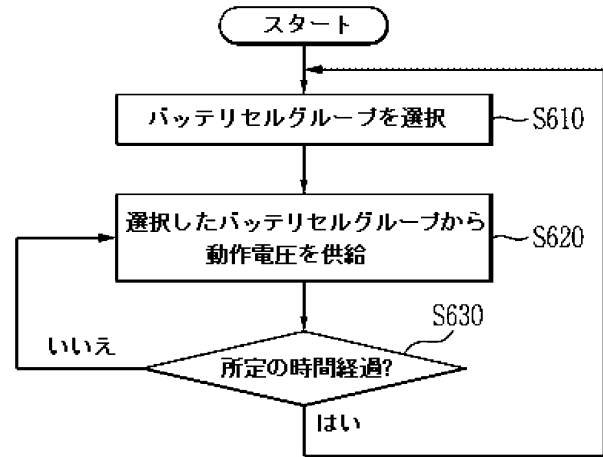 スタート
バッテリセルグループを選択
S610
選択したバッテリセルグループから
動作電圧を供給
S620
S630
いいえ
所定の時間経過?
はい